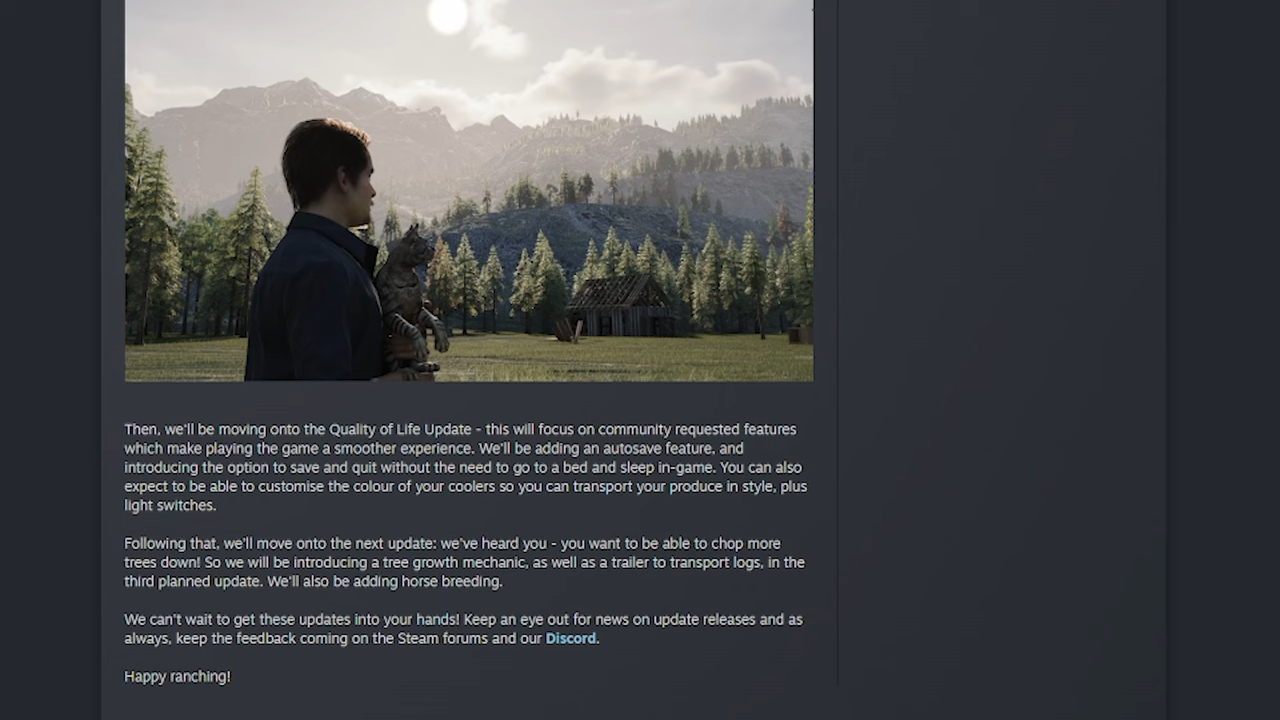 Then, we'll be moving onto the Quality of Life Update - this will focus on community requested features
which make playing the game a smoother experience. We'll be adding an autosave feature, and
introducing the option to save and quit without the need to go to a bed and sleep in-game. You can also
expect to be able to customise the colour of your coolers so you can transport your produce in style, plus
light switches.
Following that, we'll move onto the next update: we've heard you - you want to be able to chop more
trees down! So we will be introducing a tree growth mechanic, as well as a trailer to transport logs, in the
third planned update. We'll also be adding horse breeding.
We can't wait to get these updates into your hands! Keep an eye out for news on update releases and as
always, keep the feedback coming on the Steam forums and our Discord.
Happy ranching!